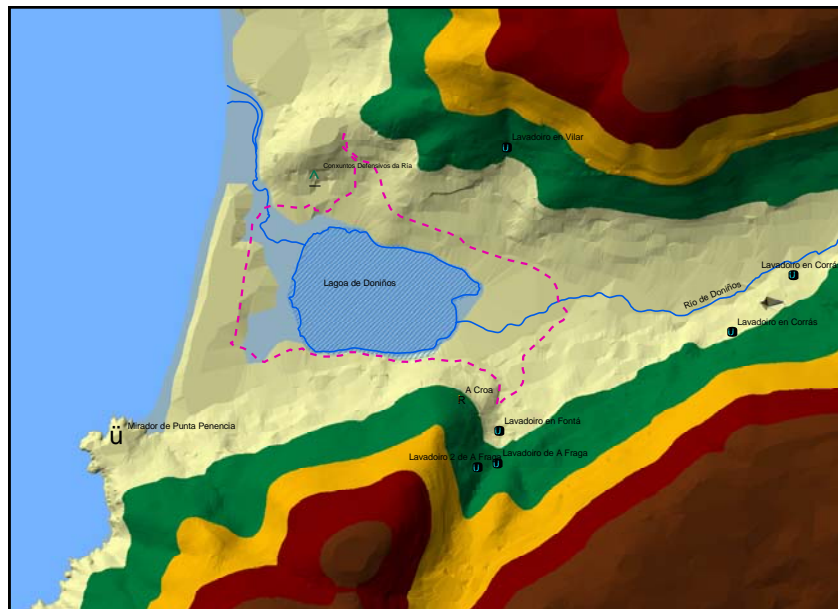 Lavadoiro en Vilar
Conxuntos Defensivos da Ría
Lavadoiro en Corrás
Lagoa de Doniños
Río de Doniños
Lavadoiro en Corrás
A Croa
R
Mirador de Punta Penencia
ü
Lavadoiro en Fontá
Lavadoiro 2 de A Fraga
Lavadoiro de A Fraga